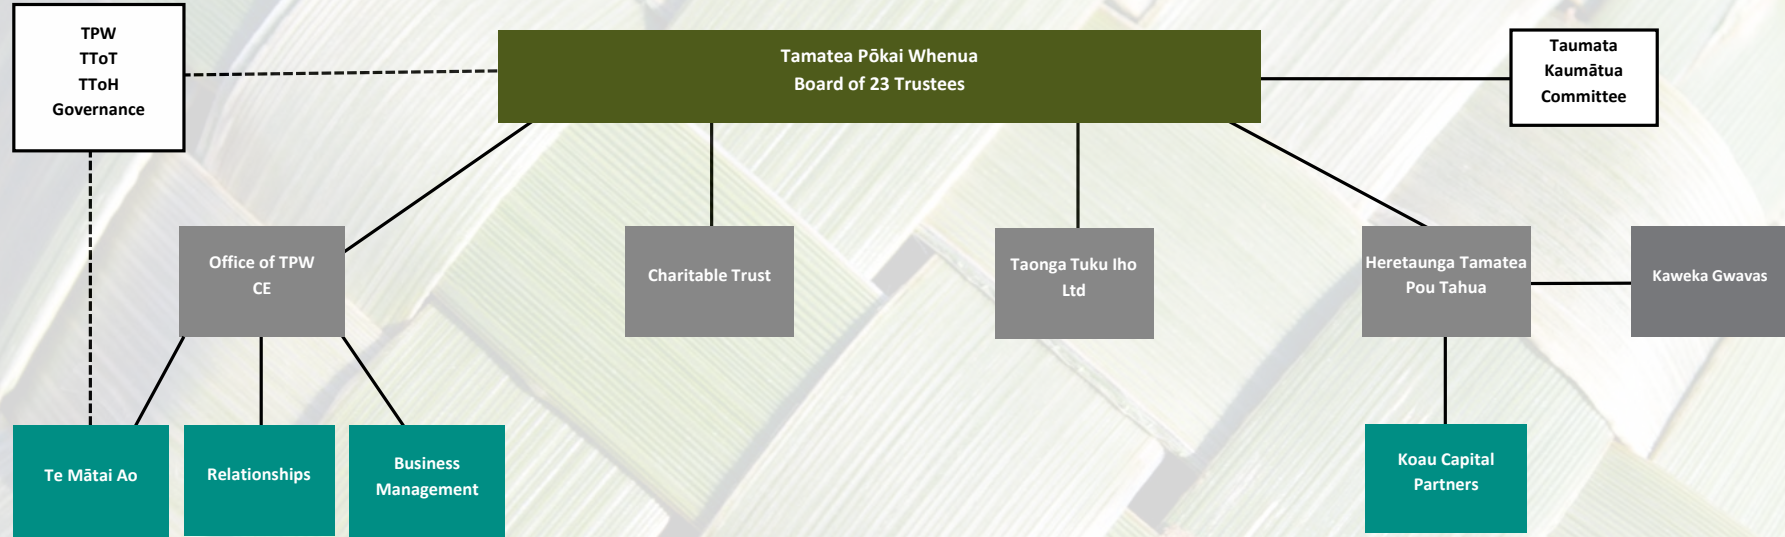 TPW
TToT
TToH
Governance
Tamatea Pōkai Whenua
Board of 23 Trustees
Taumata
Kaumātua
Committee
Office of TPW
CE
Charitable Trust
Taonga Tuku Iho
Ltd
Heretaunga Tamatea
Pou Tahua
Kaweka Gwavas
Te Mātai Ao
Relationships
Business
Management
Koau Capital
Partners